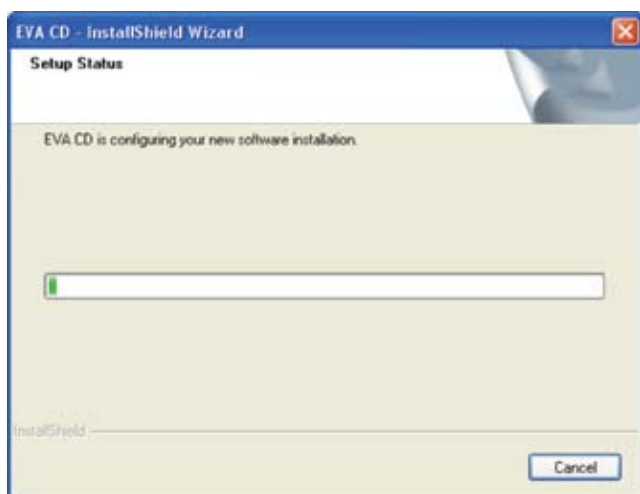 EVA CD - InstallShield Wizard
Setup Status
EVA CD is configuring your new software installation.
InstallShield
Cancel